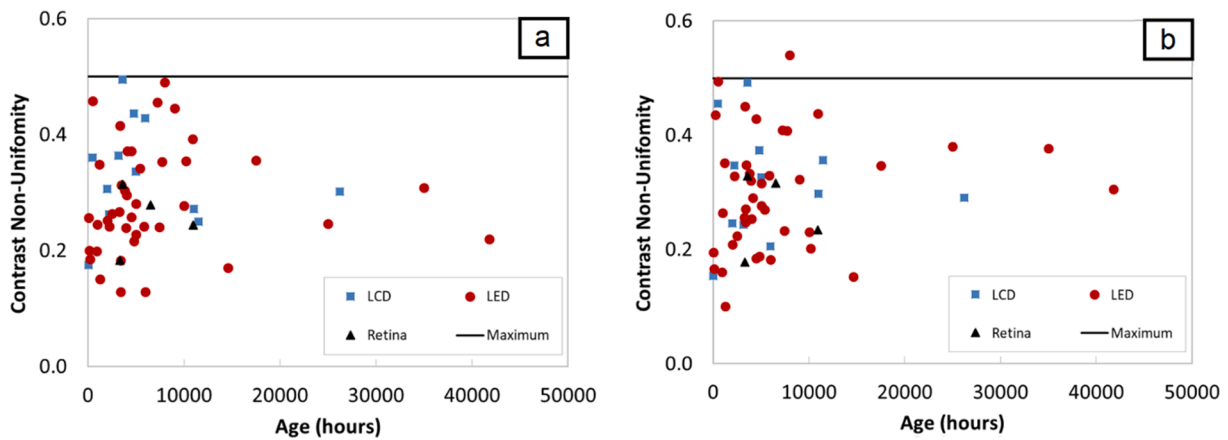 a
Contrast Non-Unifomity
0.6
0.4
0.2
0.0
LCD LED
Retina Maximum
0 10000 20000 30000 40000 50000
Age (hours)
b
Contrast Non-Uniformity
0.6
0.4
0.2
0.0
LCD LED
Retina Maximum
0 10000 20000 30000 40000 50000
Age (hours)